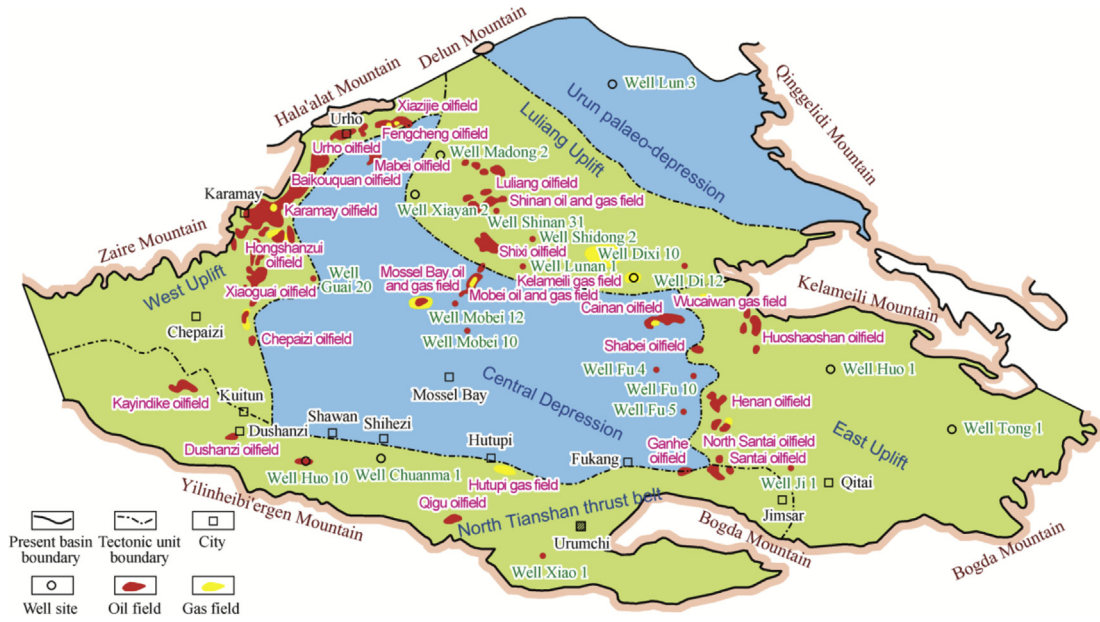 Delun Mountain
Hala'alat Mountain
Qinggelidi Mountain
Well Lun 3
Urun palaeo-depression
Xiazijie oilfield
Urho
Fengcheng oilfield
Luliang Uplift
Urho oilfield
Well Madong 2
Mabei oilfield
Baikouquan oilfield
Luliang oilfield
Karamay
Shinan oil and gas field
Karamay oilfield
Well Xiayan 2
Well Shinan 31
Zaire Mountain
Well Shidong 2
Hongshanzui
oilfield
Shixi oilfield
Well Dixi 10
Well Lunan 1
West Uplift
Well
Guai 20
Mossel Bay oil
and gas field
Kelameili gas field
Well Di 12
Kelameili Mountain
Xiaoguai oilfield
Mobei oil and gas field
Wucaiwan gas field
Cainan oilfield
Well Mobei 12
Chepaizi
Chepaizi oilfield
Well Mobei 10
Shabei oilfield
Huoshaoshan oilfield
Well Fu 4
Well Huo 1
Central Depression
Well Fu 10
Mossel Bay
Kayindike oilfield
Kuitun
Well Fu 5
Henan oilfield
Shawan
Shihezi
Dushanzi
Hutupi
Well Tong 1
East Uplift
Dushanzi oilfield
Ganhe
oilfield
North Santai oilfield
Fukang
Santai oilfield
Well Huo 10
Well Chuanma 1
Hutupi gas field
Well Ji 1
Qitai
Yilinheibi'ergen Mountain
Qigu oilfield
North Tianshan thrust belt
Jimsar
Urumchi
Bogda Mountain
Bogda Mountain
Well Xiao 1
Present basin
boundary
Tectonic unit
boundary
City
Well site
Oil field
Gas field